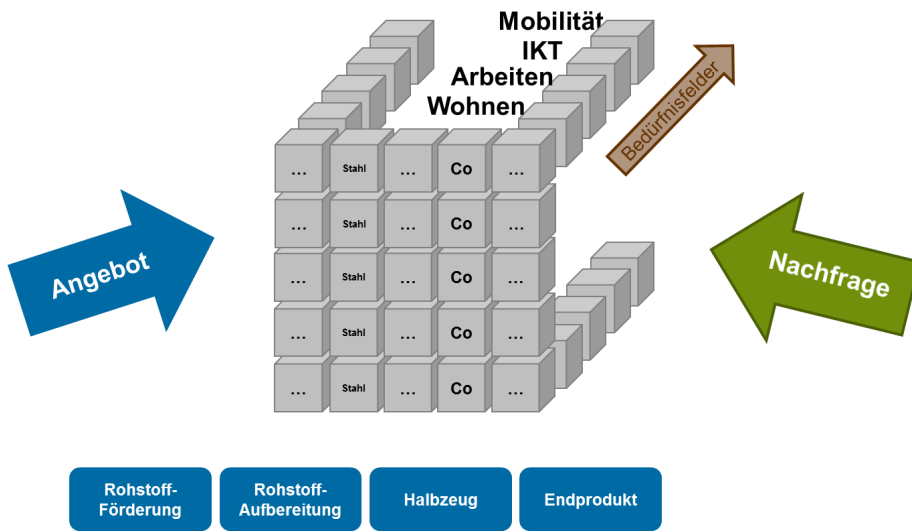 Mobilität
IKT
Arbeiten
Wohnen
Bedürfnisfelder
... Stahl ... Co ...
... Stahl ... Co ...
... Stahl ... Co ...
... Stahl ... Co ...
... Stahl ... Co ...
Angebot
Nachfrage
Rohstoff-
Förderung
Rohstoff-
Aufbereitung
Halbzeug
Endprodukt